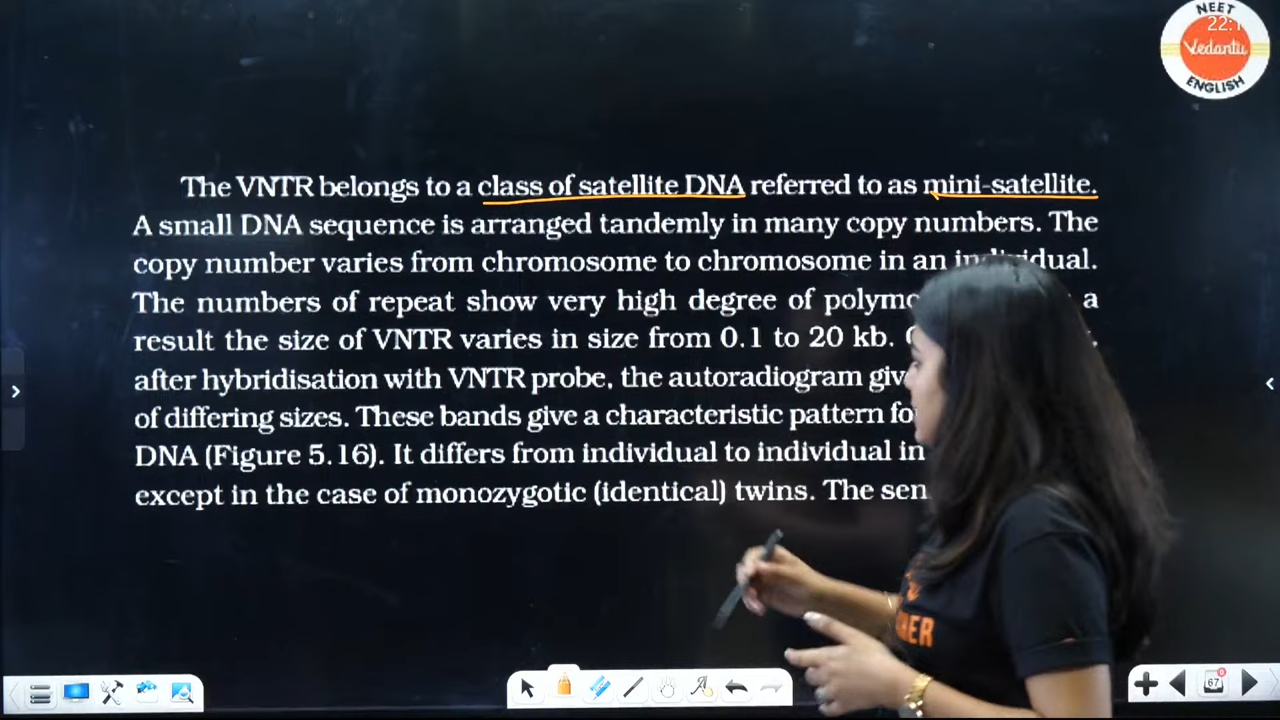 NEET
22:1
Vedantu
ENGLISH
The VNTR belongs to a class of satellite DNA referred to as mini-satellite.
A small DNA sequence is arranged tandemly in many copy numbers. The
copy number varies from chromosome to chromosome in an
The numbers of repeat show very high degree of a
result the size of VNTR varies in size from 0.1 to 20 kb.
after hybridisation with VNTR probe, the autoradiogram
of differing sizes. These bands give a characteristic pattern
DNA (Figure 5.16). It differs from individual to individual in
except in the case of monozygotic (identical) twins. The
67